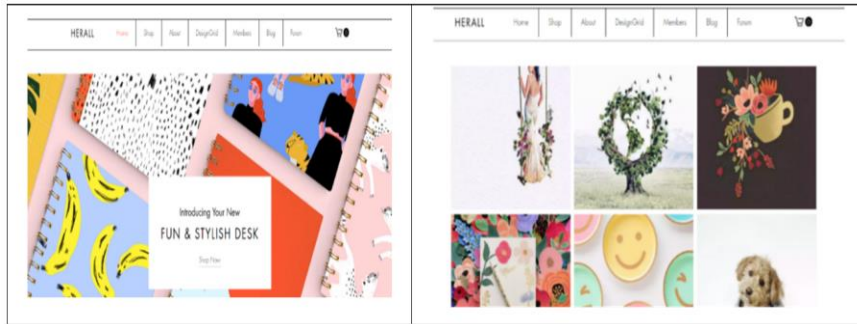 HERALL Home Shop About DesignGrid Members Blog Forum
Introducing Your New
FUN & STYLISH DESK
Shop Now
HERALL Home Shop About DesignGrid Members Blog Forum